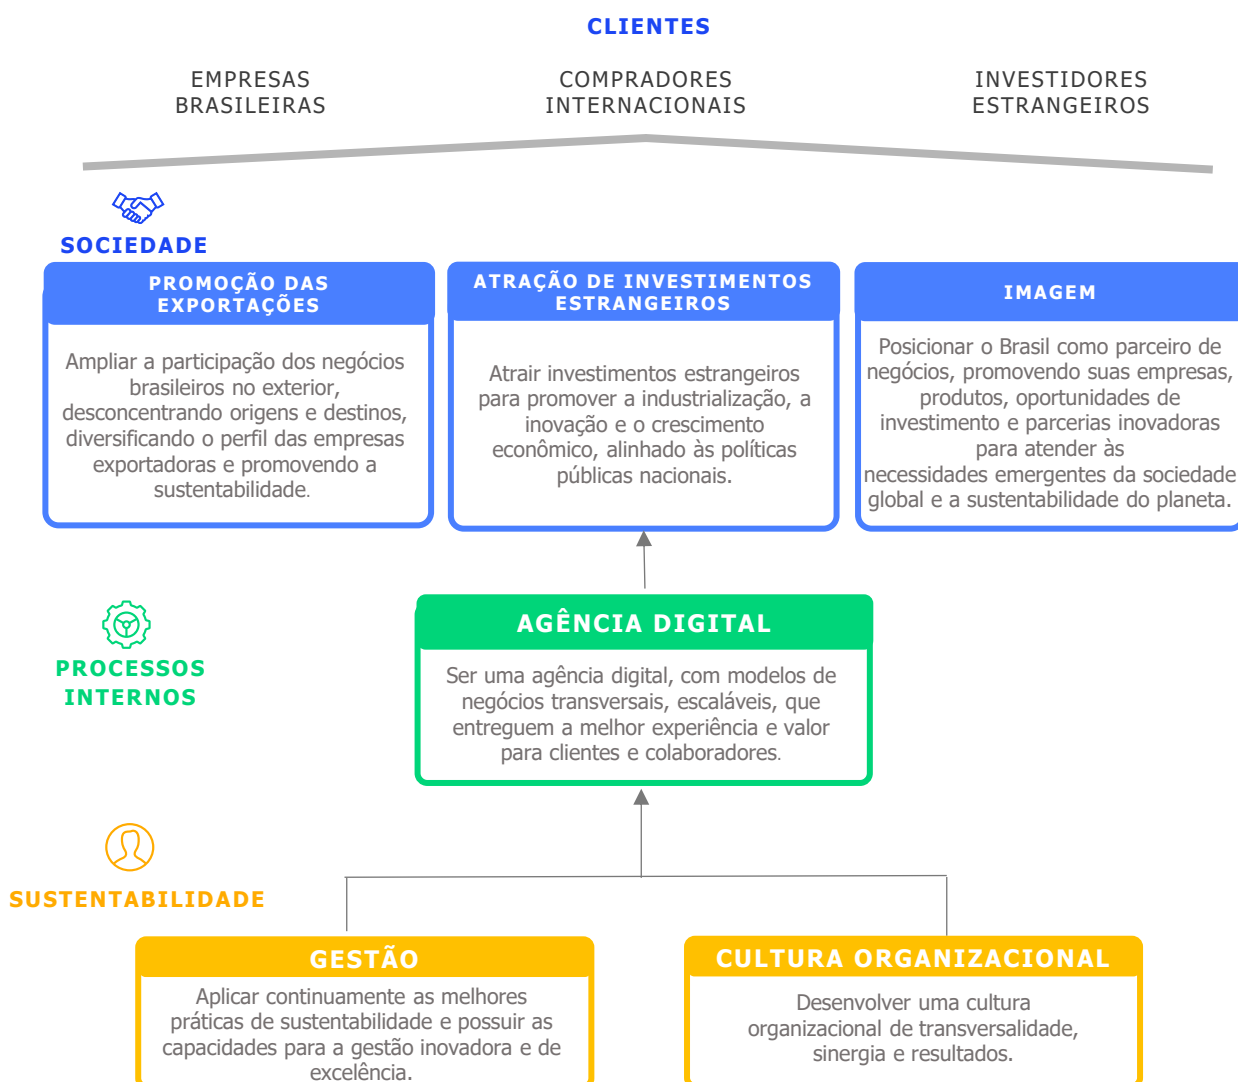 CLIENTES
EMPRESAS
BRASILEIRAS
COMPRADORES
INTERNACIONAIS
INVESTIDORES
ESTRANGEIROS
SOCIEDADE
PROMOÇÃO DAS
EXPORTAÇÕES
Ampliar a participação dos negócios
brasileiros no exterior,
desconcentrando origens e destinos,
diversificando o perfil das empresas
exportadoras e promovendo a
sustentabilidade.
ATRAÇÃO DE INVESTIMENTOS
ESTRANGEIROS
Atrair investimentos estrangeiros
para promover a industrialização, a
inovação e o crescimento
econômico, alinhado às políticas
públicas nacionais.
IMAGEM
Posicionar o Brasil como parceiro de
negócios, promovendo suas empresas,
produtos, oportunidades de
investimento e parcerias inovadoras
para atender às
necessidades emergentes da sociedade
global e a sustentabilidade do planeta.
PROCESSOS
INTERNOS
AGÊNCIA DIGITAL
Ser uma agência digital, com modelos de
negócios transversais, escaláveis, que
entreguem a melhor experiência e valor
para clientes e colaboradores.
SUSTENTABILIDADE
GESTÃO
Aplicar continuamente as melhores
práticas de sustentabilidade e possuir as
capacidades para a gestão inovadora e de
excelência.
CULTURA ORGANIZACIONAL
Desenvolver uma cultura
organizacional de transversalidade,
sinergia e resultados.